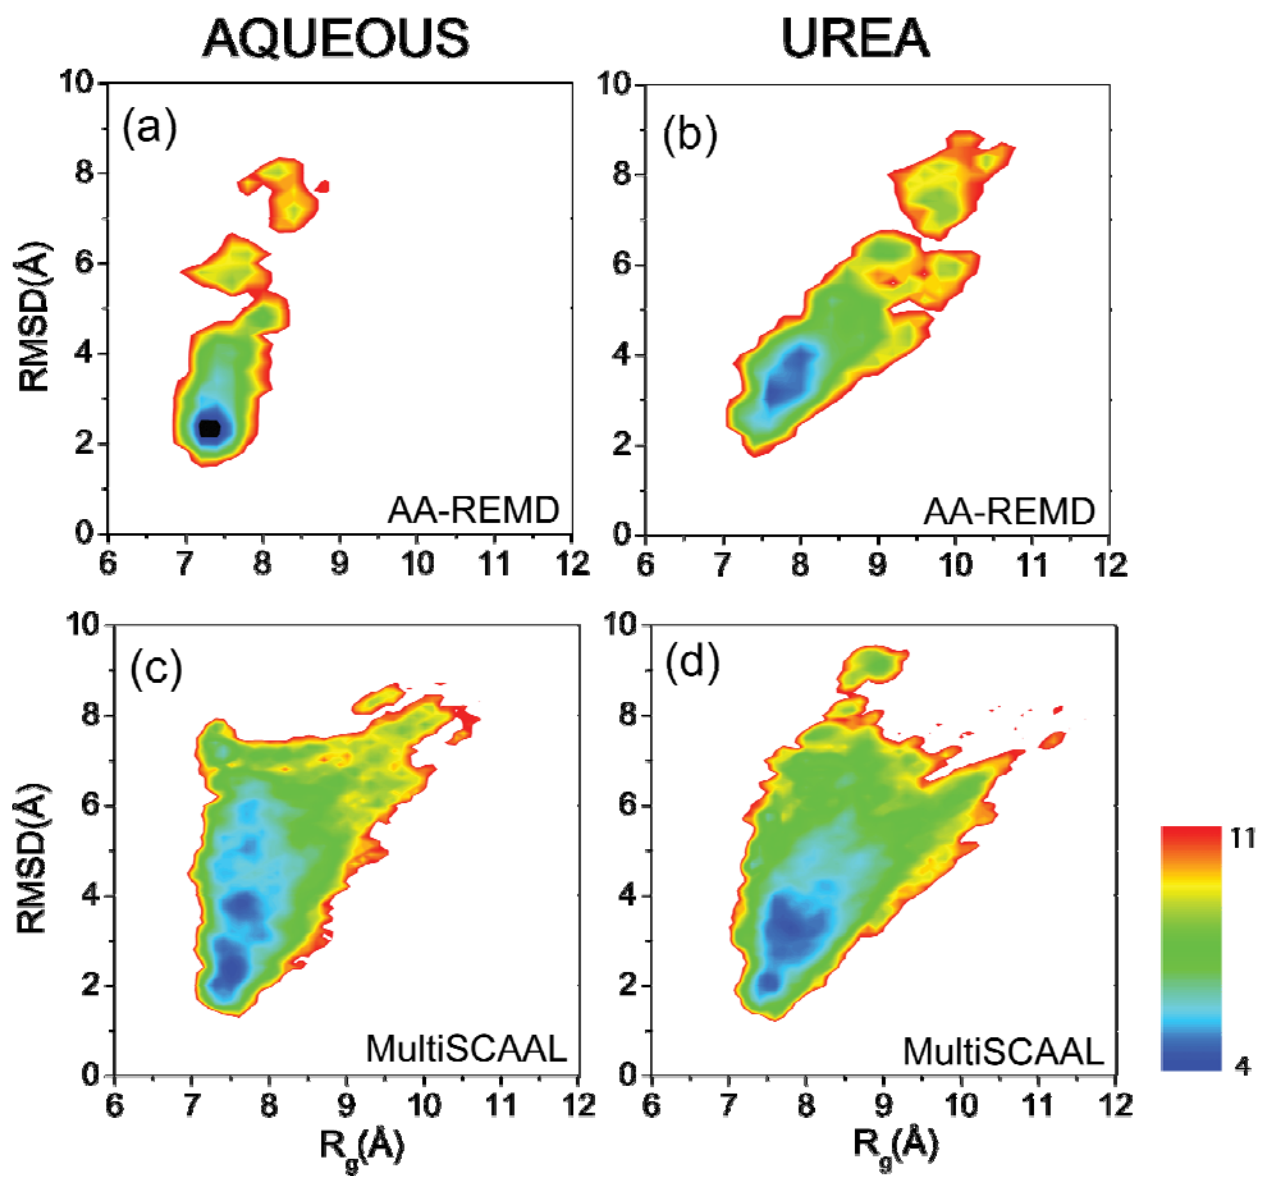 AQUEOUS UREA
10 (a) 8 6 4 2 0
RMSD(Å)
AA-REMD
6 7 8 9 10 11 12
10 (b) 8 6 4 2 0
AA-REMD
6 7 8 9 10 11 12
10 (c) 8 6 4 2 0
RMSD(Å)
MultiSCAAL
6 7 8 9 10 11 12
Rg(Å)
10 (d) 8 6 4 2 0
MultiSCAAL
6 7 8 9 10 11 12
Rg(Å)
11
4